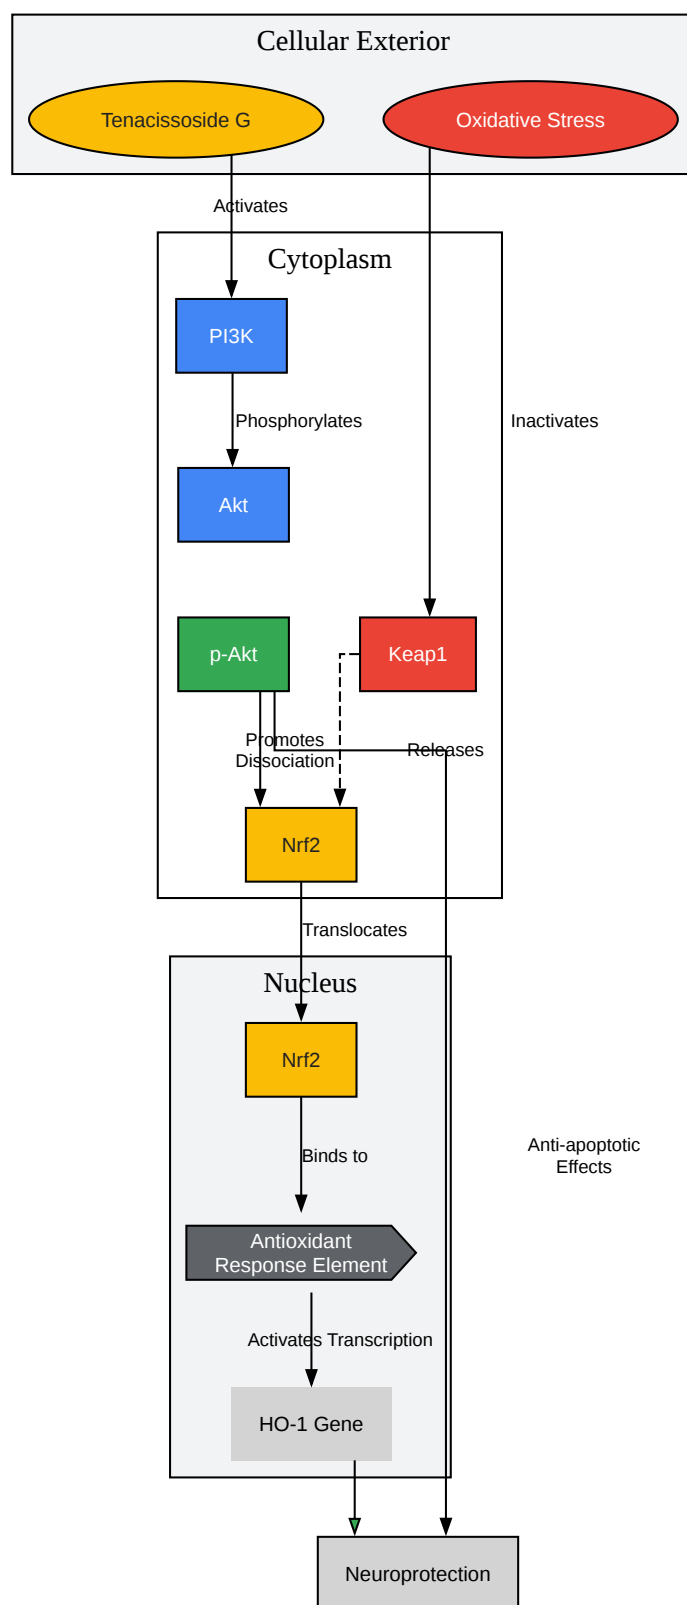 Cellular Exterior
Tenacissoside G
Oxidative Stress
Activates
Cytoplasm
PI3K
Phosphorylates
Inactivates
Akt
p-Akt
Keap1
Promotes
Dissociation
Releases
Nrf2
Translocates
Nucleus
Nrf2
Binds to
Anti-apoptotic
Effects
Antioxidant
Response Element
Activates Transcription
HO-1 Gene
Neuroprotection